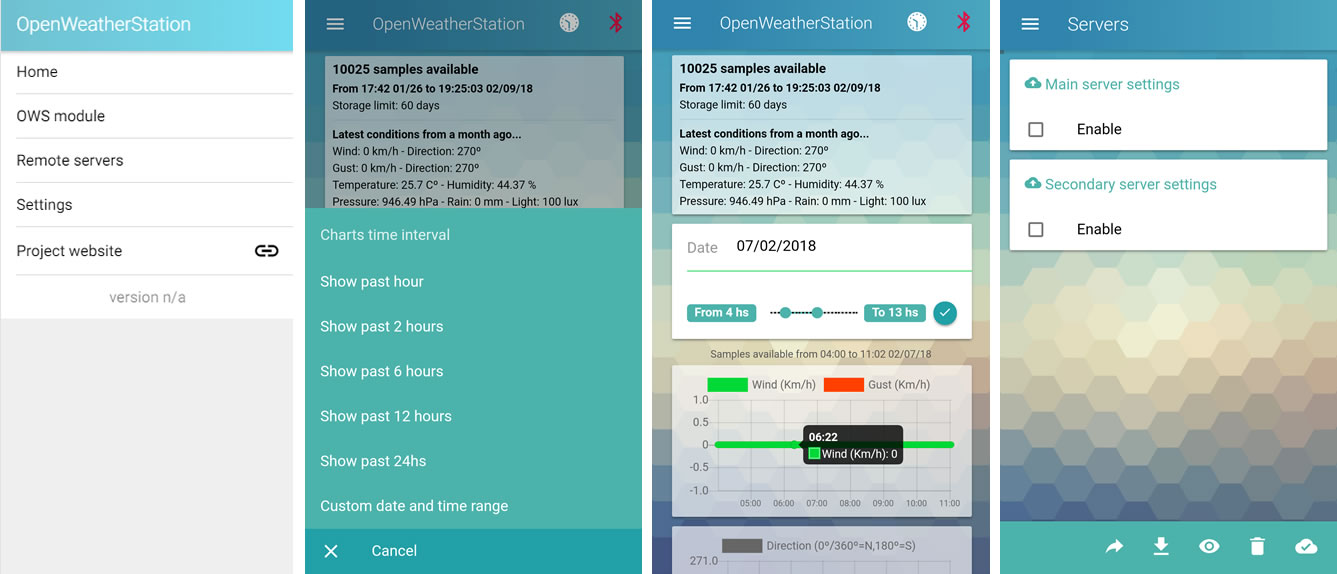 OpenWeatherStation
Home
OWS module
Remote servers
Settings
Project website
version n/a
OpenWeatherStation
10025 samples available
From 17:42 01/26 to 19:25:03 02/09/18
Storage limit: 60 days
Latest conditions from a month ago...
Wind: 0 km/h - Direction: 270º
Gust: 0 km/h - Direction: 270º
Temperature: 25.7 Cº - Humidity: 44.37 %
Pressure: 946.49 hPa - Rain: 0 mm - Light: 100 lux
Charts time interval
Show past hour
Show past 2 hours
Show past 6 hours
Show past 12 hours
Show past 24hs
Custom date and time range
Cancel
OpenWeatherStation
10025 samples available
From 17:42 01/26 to 19:25:03 02/09/18
Storage limit: 60 days
Latest conditions from a month ago...
Wind: 0 km/h - Direction: 270º
Gust: 0 km/h - Direction: 270º
Temperature: 25.7 Cº - Humidity: 44.37 %
Pressure: 946.49 hPa - Rain: 0 mm - Light: 100 lux
Date 07/02/2018
From 4 hs To 13 hs
Samples available from 04:00 to 11:02 02/07/18
Wind (Km/h) Gust (Km/h)
1.0
0.5
0
-0.5
-1.0
06:22
Wind (Km/h): 0
05:00 06:00 07:00 08:00 09:00 10:00 11:00
Direction (0º/360º=N,180º=S)
271.0
Servers
Main server settings
Enable
Secondary server settings
Enable